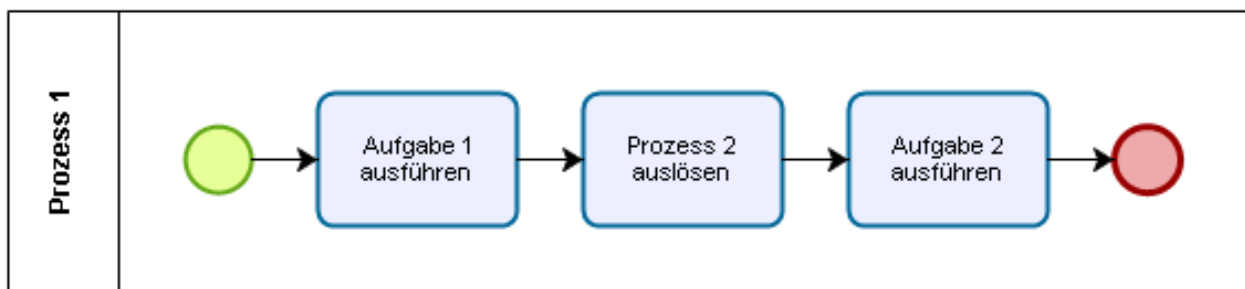 Prozess 1
Aufgabe 1
ausführen
Prozess 2
auslösen
Aufgabe 2
ausführen